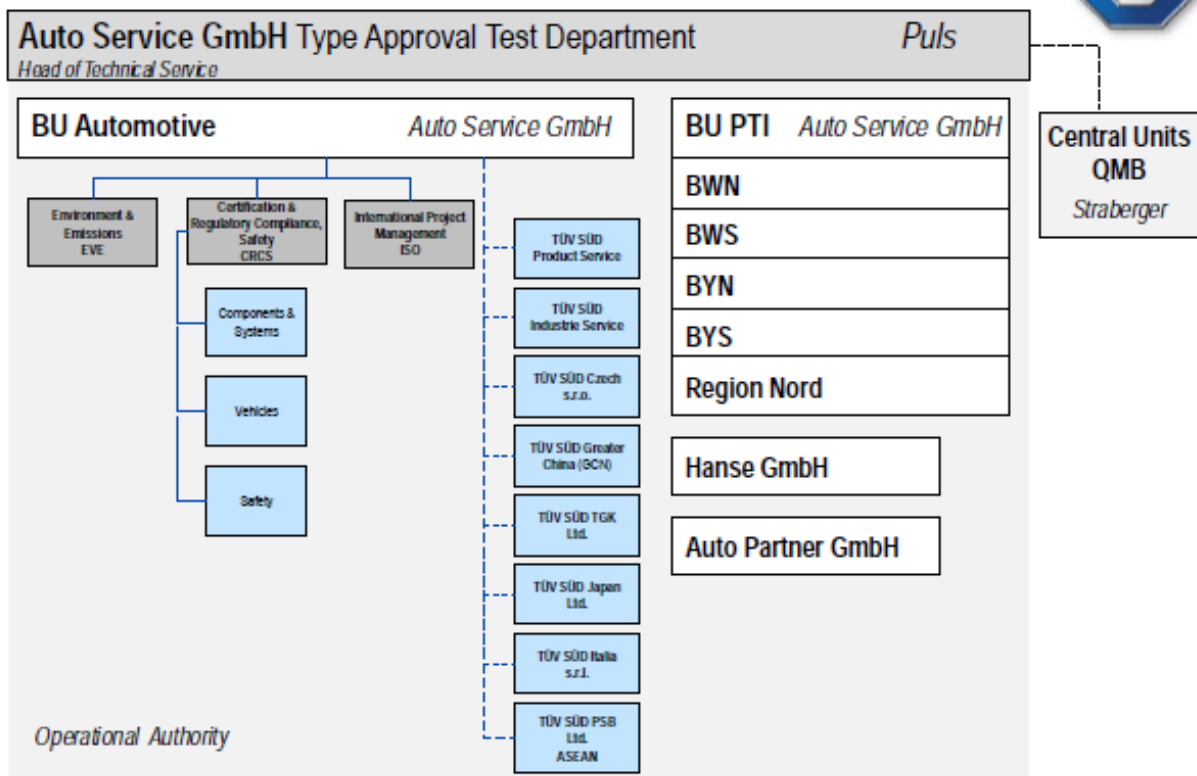 Auto Service GmbH Type Approval Test Department Puls
Head of Technical Service
BU Automotive Auto Service GmbH
Environment &
Emissions
EVE
Certification &
Regulatory Compliance,
Safety
CRCS
International Project
Management
ISO
Components &
Systems
Vehicles
Safety
TÜV SÜD
Product Service
TÜV SÜD
Industrie Service
TÜV SÜD Czech
s.r.o.
TÜV SÜD Greater
China (GCN)
TÜV SÜD TGK
Ltd.
TÜV SÜD Japan
Ltd.
TÜV SÜD Italia
s.r.l.
TÜV SÜD PSB
Ltd.
ASEAN
BU PTI Auto Service GmbH
BWN
BWS
BYN
BYS
Region Nord
Hanse GmbH
Auto Partner GmbH
Central Units
QMB
Straberger
Operational Authority